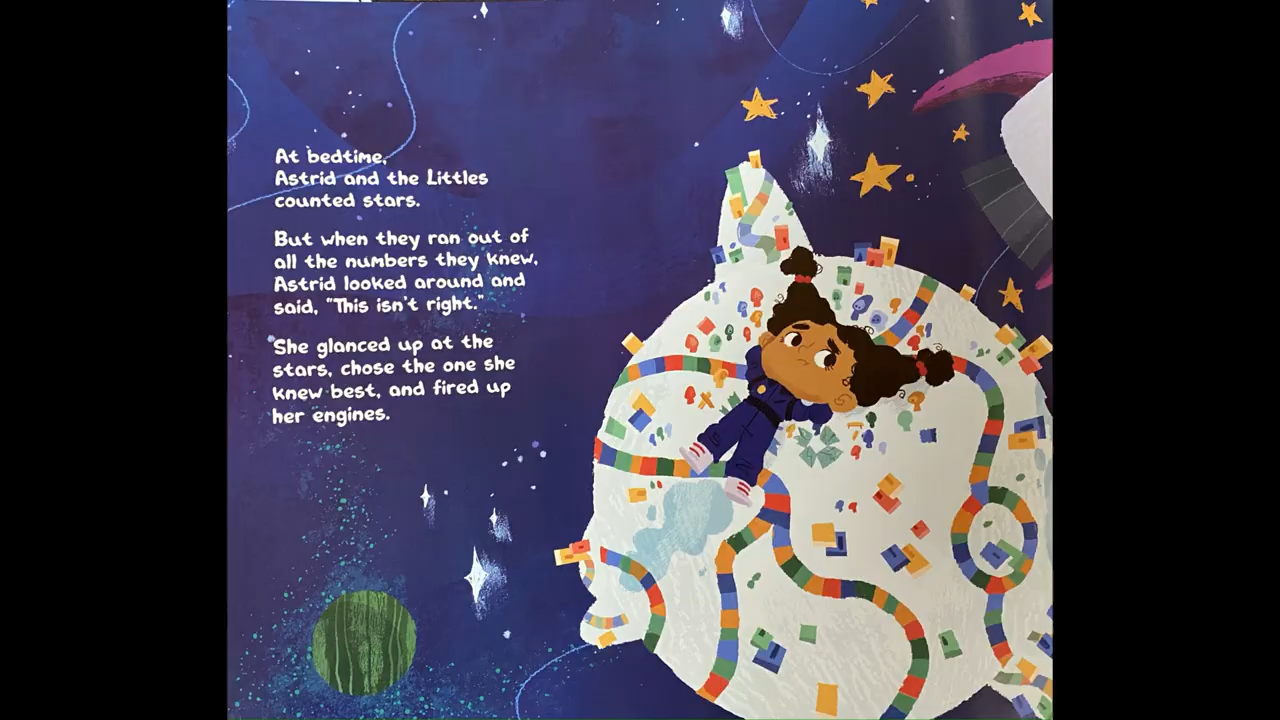 At bedtime,
Astrid and the Littles
counted stars.
But when they ran out of
all the numbers they knew,
Astrid looked around and
said, "This isn't right."
She glanced up at the
stars, chose the one she
knew best, and fired up
her engines.